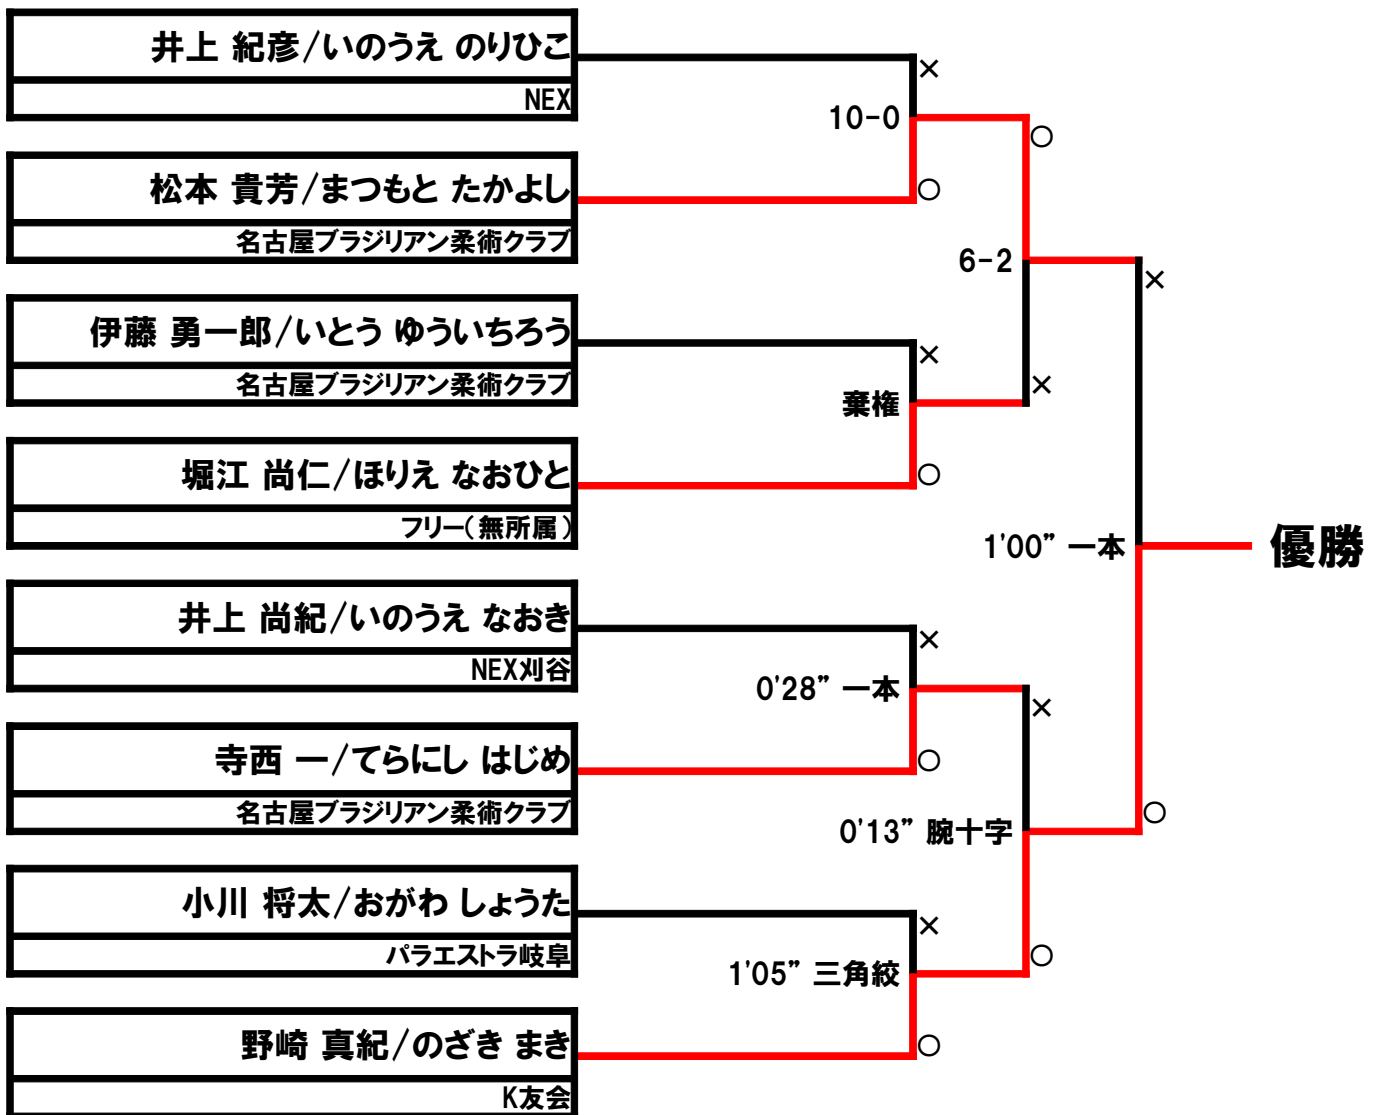 井上 紀彦/いのうえ のりひこ
NEX
×
10-0
○
松本 貴芳/まつもと たかよし
○
名古屋ブラジリアン柔術クラブ
6-2
×
伊藤 勇一郎/いとう ゆういちろう
×
名古屋ブラジリアン柔術クラブ
×
棄権
堀江 尚仁/ほりえ なおひと
○
フリー(無所属)
1'00” 一本
優勝
井上 尚紀/いのうえ なおき
×
NEX刈谷
0'28” 一本
×
寺西 一/てらにし はじめ
○
名古屋ブラジリアン柔術クラブ
○
0'13” 腕十字
小川 将太/おがわ しょうた
×
パラエストラ岐阜
○
1'05” 三角絞
野崎 真紀/のざき まき
○
K友会